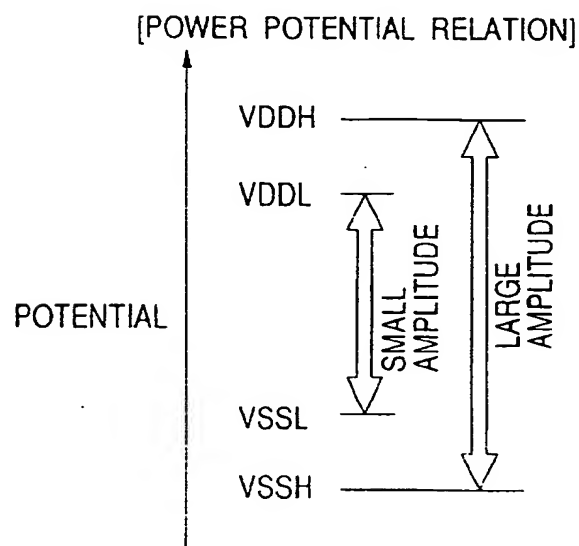 [POWER POTENTIAL RELATION]
VDDH
VDDL
POTENTIAL
SMALL
AMPLITUDE
LARGE
AMPLITUDE
VSSL
VSSH